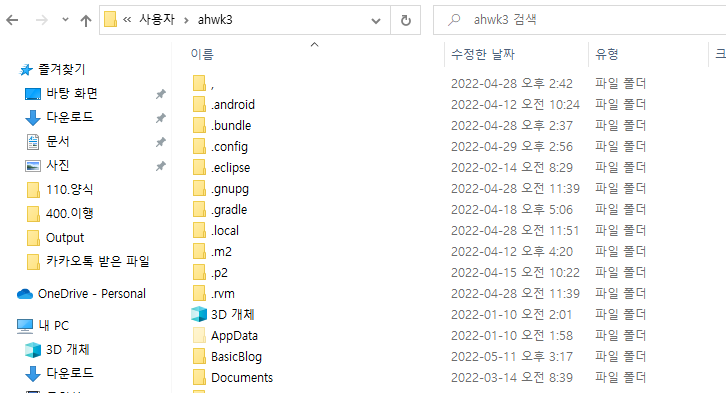 « 사용자 > ahwk3
ahwk3 검색
이름 수정한 날짜 유형 크
즐겨찾기
바탕 화면
다운로드
문서
사진
110.양식
400.이행
Output
카카오톡 받은 파일
OneDrive - Personal
내 PC
3D 개체
다운로드
, 2022-04-28 오후 2:42 파일 폴더
.android 2022-04-12 오전 10:24 파일 폴더
.bundle 2022-04-28 오후 2:37 파일 폴더
.config 2022-04-29 오후 2:56 파일 폴더
.eclipse 2022-02-14 오전 8:29 파일 폴더
.gnupg 2022-04-28 오전 11:39 파일 폴더
.gradle 2022-04-18 오후 5:06 파일 폴더
.local 2022-04-28 오전 11:51 파일 폴더
.m2 2022-04-12 오후 4:20 파일 폴더
.p2 2022-04-15 오전 10:22 파일 폴더
.rvm 2022-04-28 오전 11:39 파일 폴더
3D 개체 2022-01-10 오후 2:01 파일 폴더
AppData 2022-01-10 오후 1:58 파일 폴더
BasicBlog 2022-05-11 오후 3:17 파일 폴더
Documents 2022-03-14 오전 8:39 파일 폴더